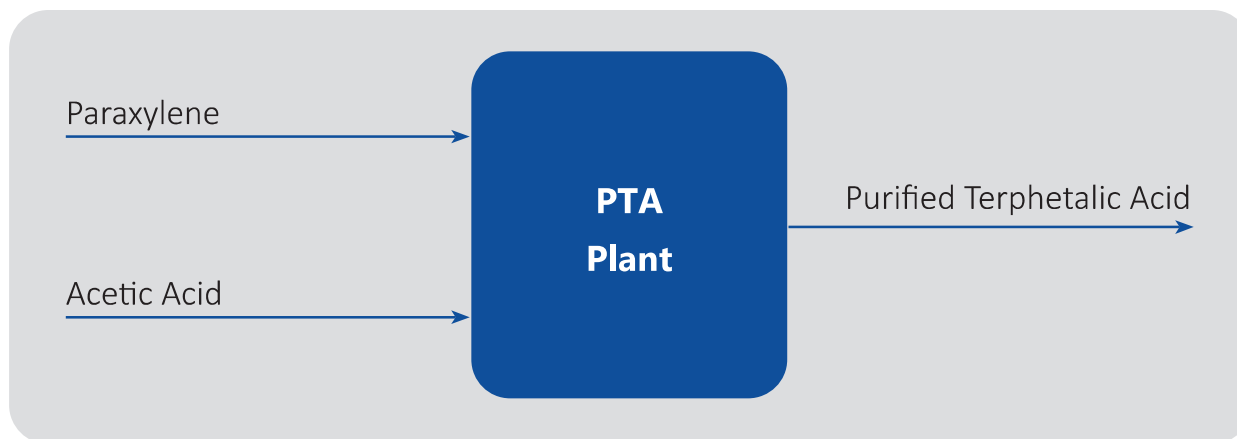 Paraxylene
Acetic Acid
PTA
Plant
Purified Terphetalic Acid